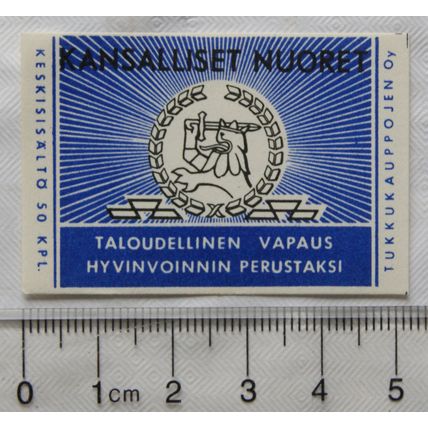 KANSALLISET NUORET
KESKISISÄLTÖ 50 KPL.
TUKKUKAUPPOJEN Oy
TALOUDELLINEN VAPAUS
HYVINVOINNIN PERUSTAKSI
0 1cm 2 3 4 5